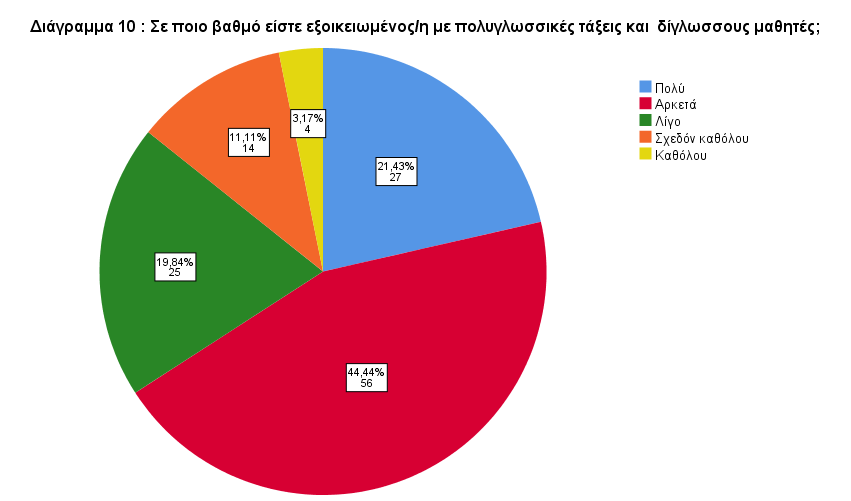 Διάγραμμα 10 : Σε ποιο βαθμό είστε εξοικειωμένος/η με πολυγλωσσικές τάξεις και δίγλωσσους μαθητές;
Πολύ
Αρκετά
Λίγο
Σχεδόν καθόλου
Καθόλου
3,17%
4
11,11%
14
21,43%
27
19,84%
25
44,44%
56